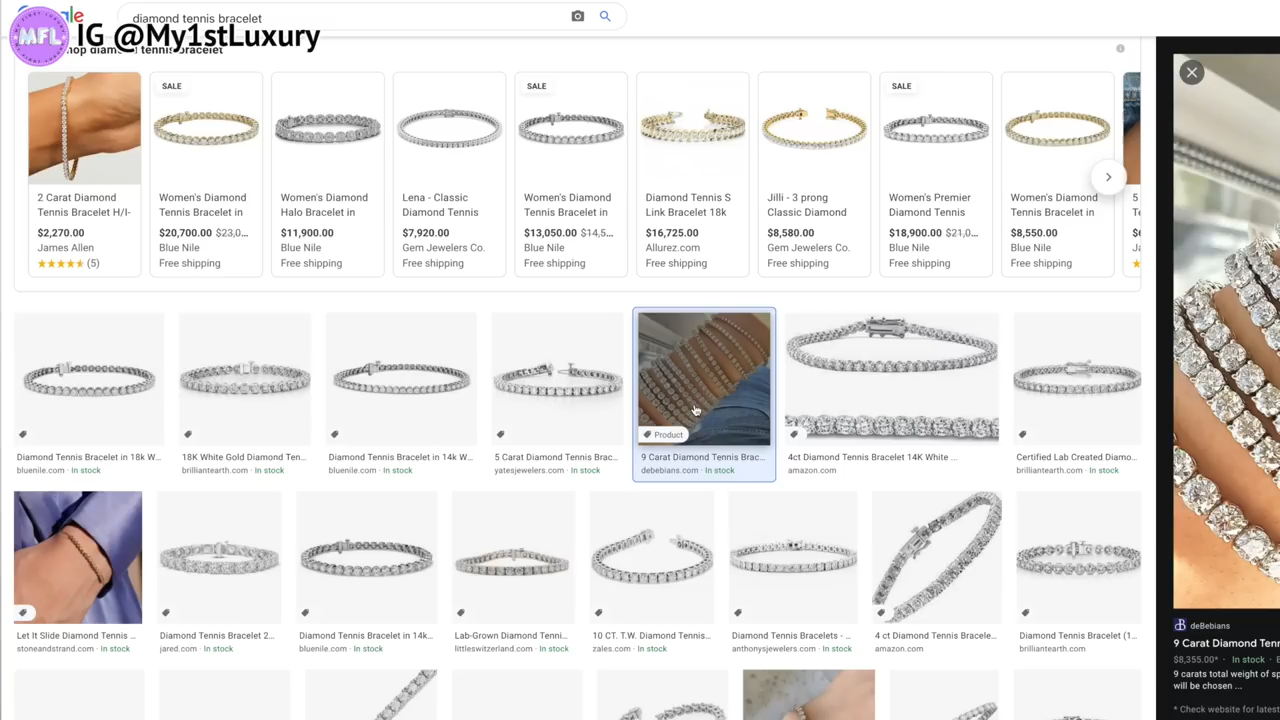 diamond tennis bracelet
MFL
IG @My1stLuxury
tennis bracelet
SALE
SALE
SALE
2 Carat Diamond
Tennis Bracelet H/I-
$2,270.00
James Allen
(5)
Women's Diamond
Tennis Bracelet in
$20,700.00 $23,0...
Blue Nile
Free shipping
Women's Diamond
Halo Bracelet in
$11,900.00
Blue Nile
Free shipping
Lena - Classic
Diamond Tennis
$7,920.00
Gem Jewelers Co.
Free shipping
Women's Diamond
Tennis Bracelet in
$13,050.00 $14,5...
Blue Nile
Free shipping
Diamond Tennis S
Link Bracelet 18k
$16,725.00
Allurez.com
Free shipping
Jilli - 3 prong
Classic Diamond
$8,580.00
Gem Jewelers Co.
Free shipping
Women's Premier
Diamond Tennis
$18,900.00 $21,0...
Blue Nile
Free shipping
Women's Diamond
Tennis Bracelet in
$8,550.00
Blue Nile
Free shipping
Diamond Tennis Bracelet in 18k W...
bluenile.com · In stock
18K White Gold Diamond Ten...
brilliantearth.com · In stock
Diamond Tennis Bracelet in 14k W...
bluenile.com · In stock
5 Carat Diamond Tennis Brac...
yatesjewelers.com · In stock
Product
9 Carat Diamond Tennis Brac...
debebians.com · In stock
4ct Diamond Tennis Bracelet 14K White ...
amazon.com
Certified Lab Created Diamo...
brilliantearth.com · In stock
Let It Slide Diamond Tennis ...
stoneandstrand.com · In stock
Diamond Tennis Bracelet 2...
jared.com · In stock
Diamond Tennis Bracelet in 14k...
bluenile.com · In stock
Lab-Grown Diamond Tenni...
littleswitzerland.com · In stock
10 CT. T.W. Diamond Tennis...
zales.com · In stock
Diamond Tennis Bracelets - ...
anthonysjewelers.com · In stock
4 ct Diamond Tennis Bracele...
amazon.com · In stock
Diamond Tennis Bracelet (1...
brilliantearth.com
deBebians
9 Carat Diamond Tenn
$8,355.00* · In stock ·
9 carats total weight of sp
will be chosen ...
* Check website for latest